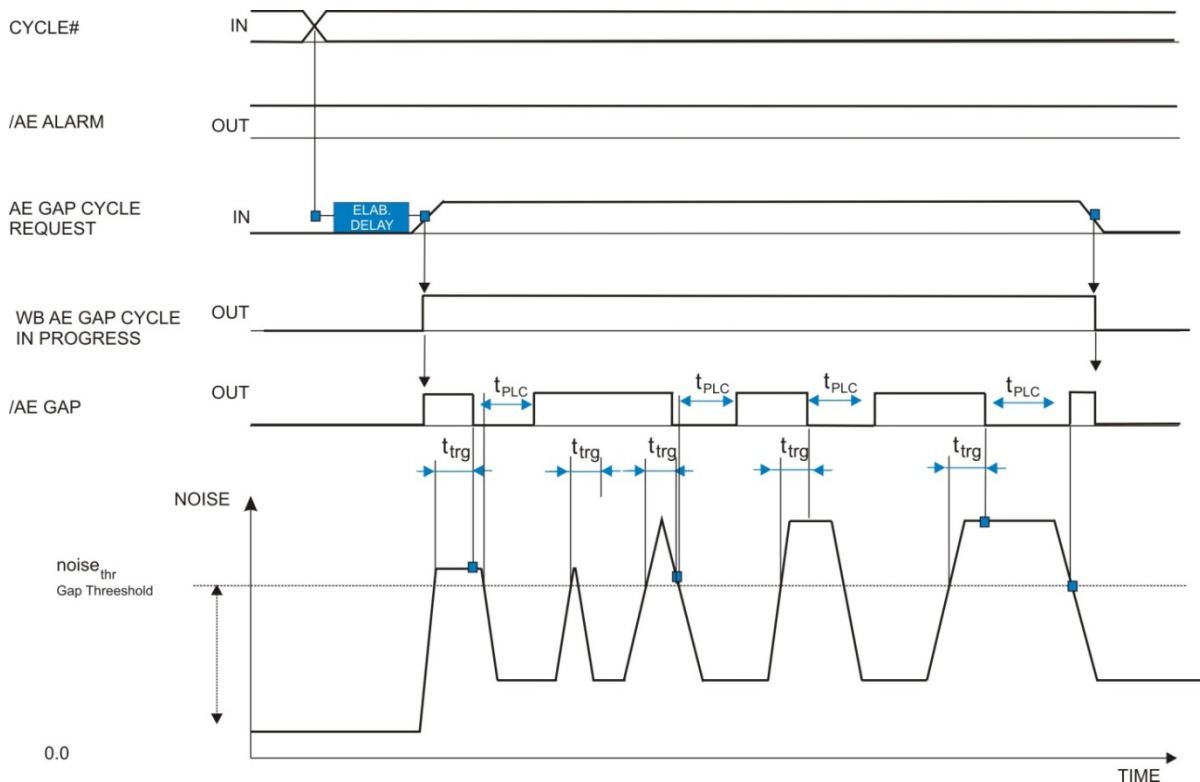 CYCLE#
IN
/AE ALARM
OUT
AE GAP CYCLE
REQUEST
IN
ELAB.
DELAY
WB AE GAP CYCLE
IN PROGRESS
OUT
/AE GAP
OUT
tPLC
tPLC
tPLC
tPLC
ttrg
ttrg
ttrg
ttrg
ttrg
NOISE
noisethr
Gap Threeshold
0.0
TIME